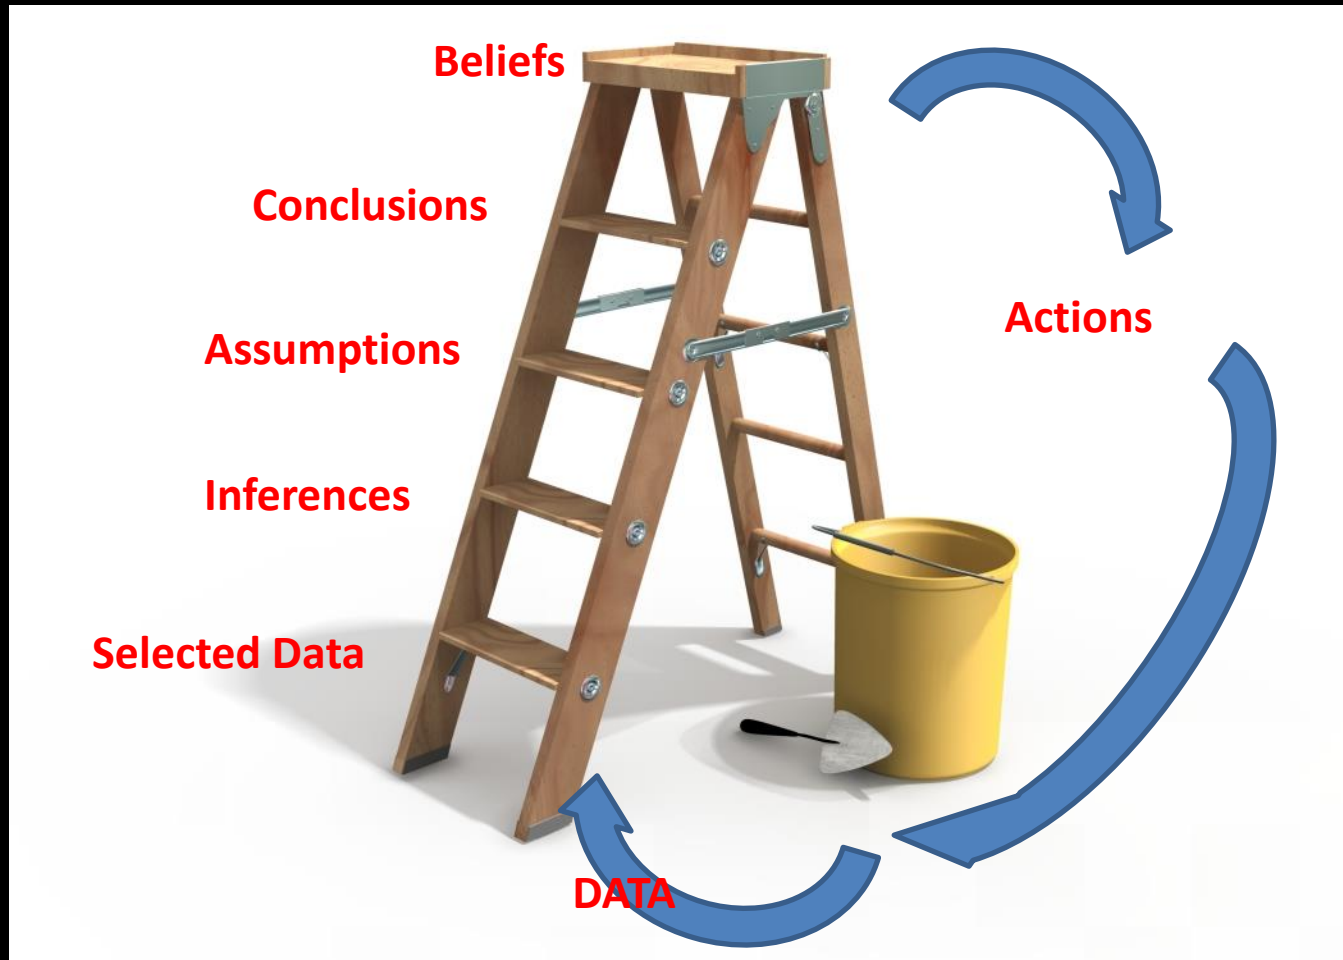 Beliefs
Conclusions
Actions
Assumptions
Inferences
Selected Data
DATA